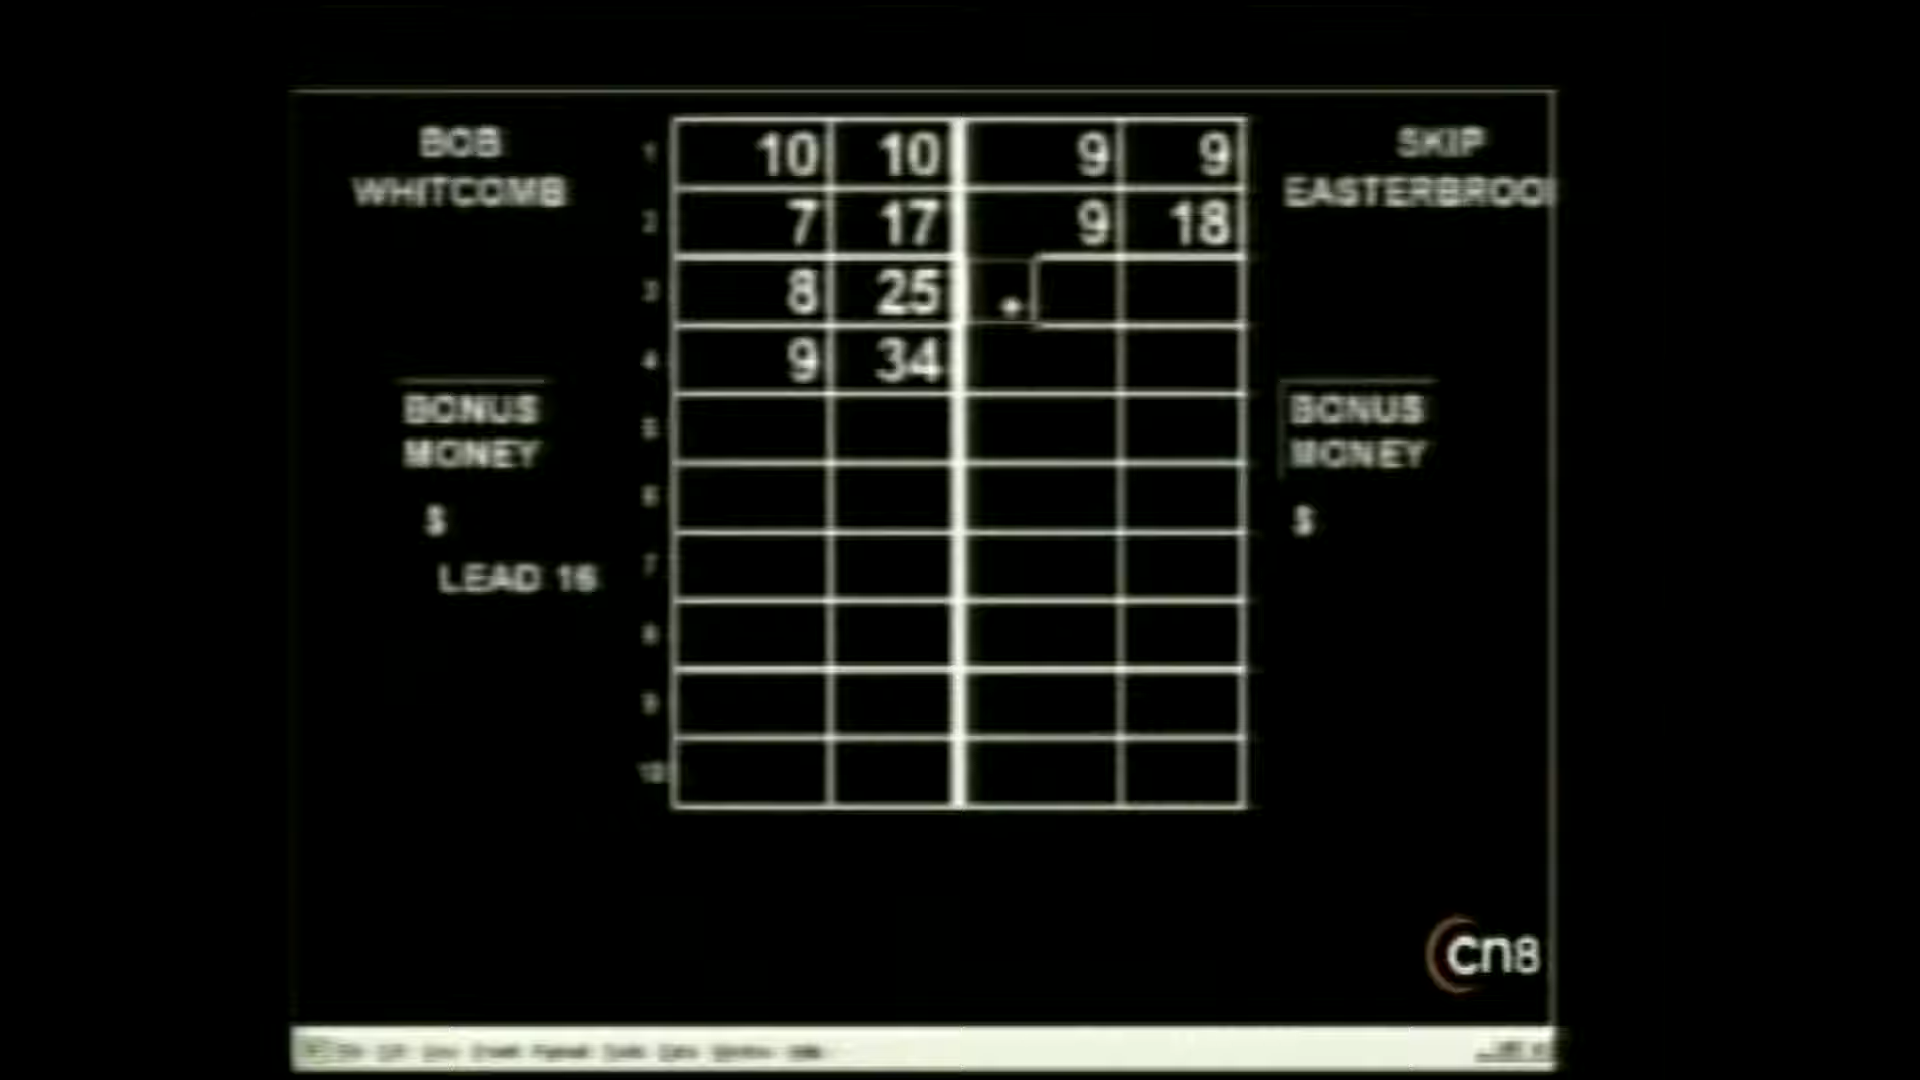 BOB
WHITCOMB
SKIP
EASTERBROO
1 10 10 9 9
2 7 17 9 18
3 8 25
4 9 34
5
6
7
8
9
10
BONUS
MONEY
$
LEAD 16
BONUS
MONEY
$
cn8